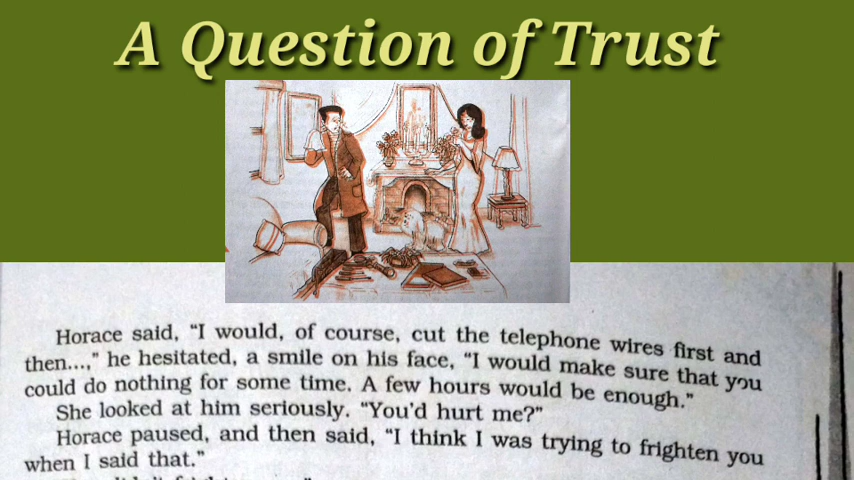 A Question of Trust
Horace said, “I would, of course, cut the telephone wires first and
then...,” he hesitated, a smile on his face, “I would make sure that you
could do nothing for some time. A few hours would be enough.”
She looked at him seriously. “You’d hurt me?”
Horace paused, and then said, “I think I was trying to frighten you
when I said that.”